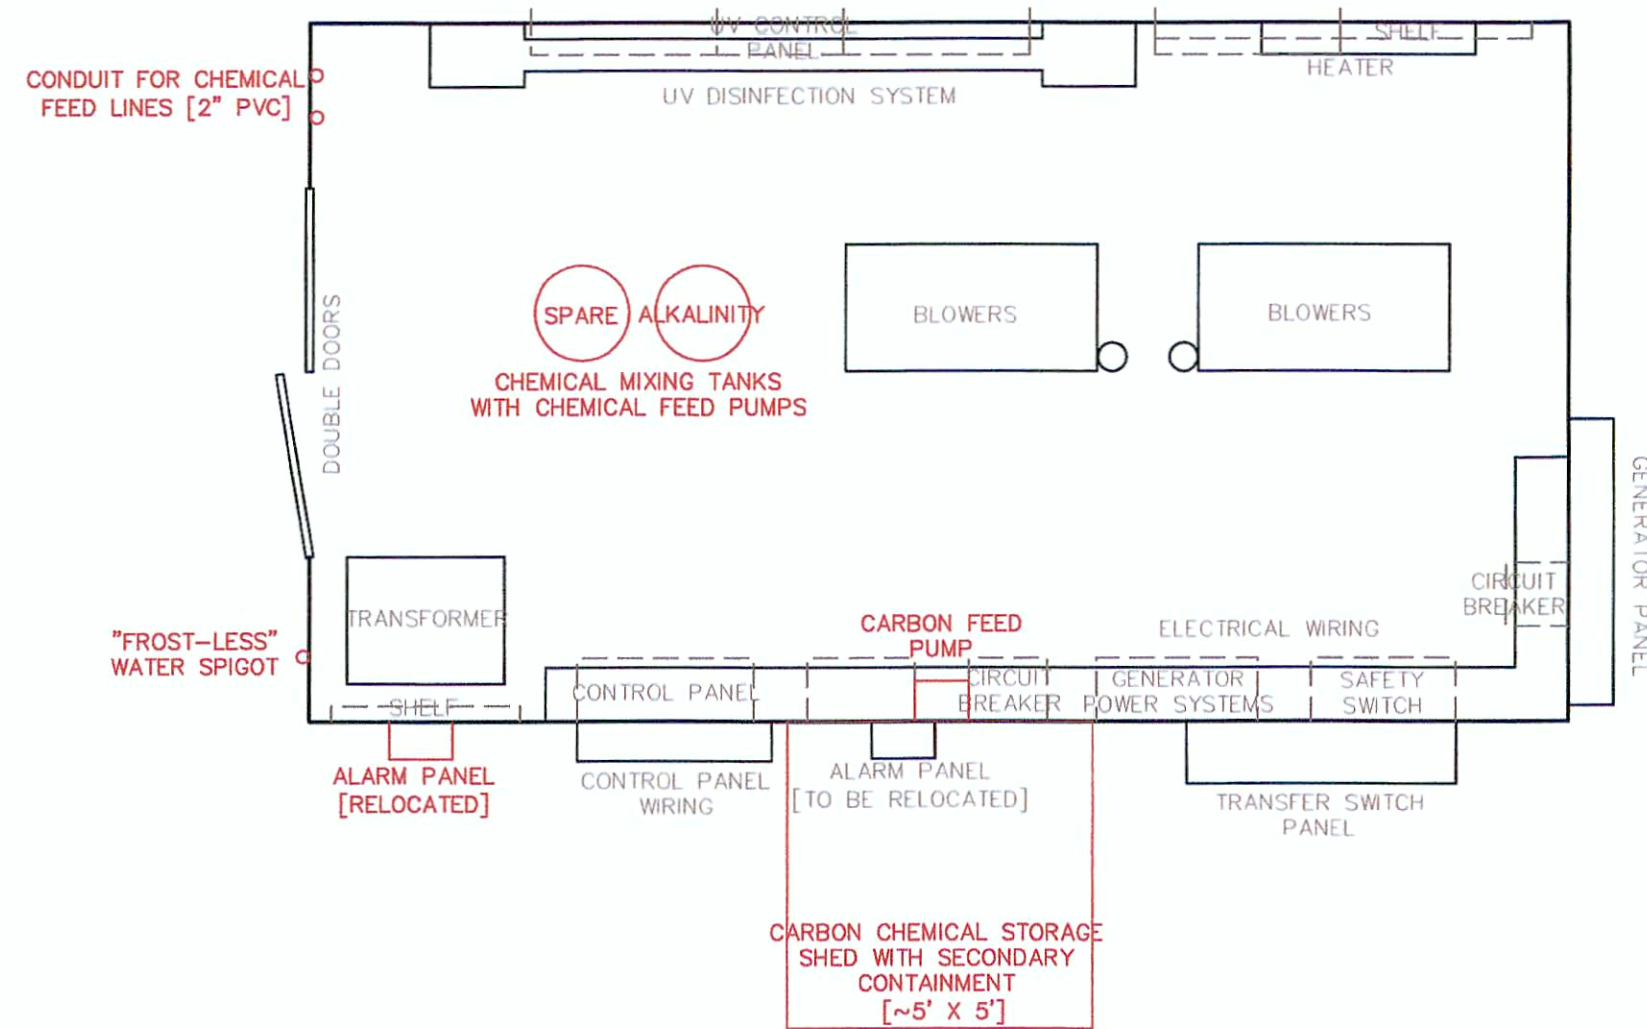 UV CONTROL
PANEL
SHELF
HEATER
CONDUIT FOR CHEMICAL
FEED LINES [2" PVC]
UV DISINFECTION SYSTEM
DOUBLE DOORS
SPARE
ALKALINITY
BLOWERS
BLOWERS
CHEMICAL MIXING TANKS
WITH CHEMICAL FEED PUMPS
GENERATOR PANEL
CIRCUIT
BREAKER
TRANSFORMER
CARBON FEED
PUMP
ELECTRICAL WIRING
"FROST-LESS"
WATER SPIGOT
CONTROL PANEL
CIRCUIT
BREAKER
GENERATOR
POWER SYSTEMS
SAFETY
SWITCH
SHELF
ALARM PANEL
[RELOCATED]
CONTROL PANEL
WIRING
ALARM PANEL
[TO BE RELOCATED]
TRANSFER SWITCH
PANEL
CARBON CHEMICAL STORAGE
SHED WITH SECONDARY
CONTAINMENT
[~5' X 5']